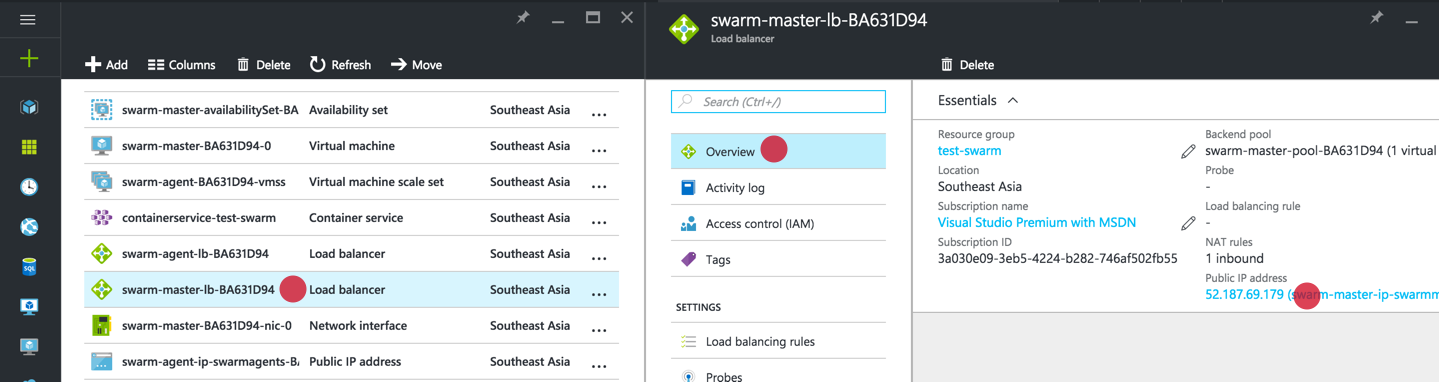 swarm-master-lb-BA631D94
Load balancer
Add Columns Delete Refresh Move
Delete
swarm-master-availabilitySet-BA Availability set Southeast Asia ...
swarm-master-BA631D94-0 Virtual machine Southeast Asia ...
swarm-agent-BA631D94-vmss Virtual machine scale set Southeast Asia ...
containerservice-test-swarm Container service Southeast Asia ...
swarm-agent-lb-BA631D94 Load balancer Southeast Asia ...
swarm-master-lb-BA631D94 Load balancer Southeast Asia ...
swarm-master-BA631D94-nic-0 Network interface Southeast Asia ...
swarm-agent-ip-swarmagents-BA Public IP address Southeast Asia ...
Search (Ctrl+/)
Overview
Activity log
Access control (IAM)
Tags
SETTINGS
Load balancing rules
Probes
Essentials
Resource group
test-swarm
Location
Southeast Asia
Subscription name
Visual Studio Premium with MSDN
Subscription ID
3a030e09-3eb5-4224-b282-746af502fb55
Backend pool
swarm-master-pool-BA631D94 (1 virtual
Probe
-
Load balancing rule
-
NAT rules
1 inbound
Public IP address
52.187.69.179 (swarm-master-ip-swarmm
SQL